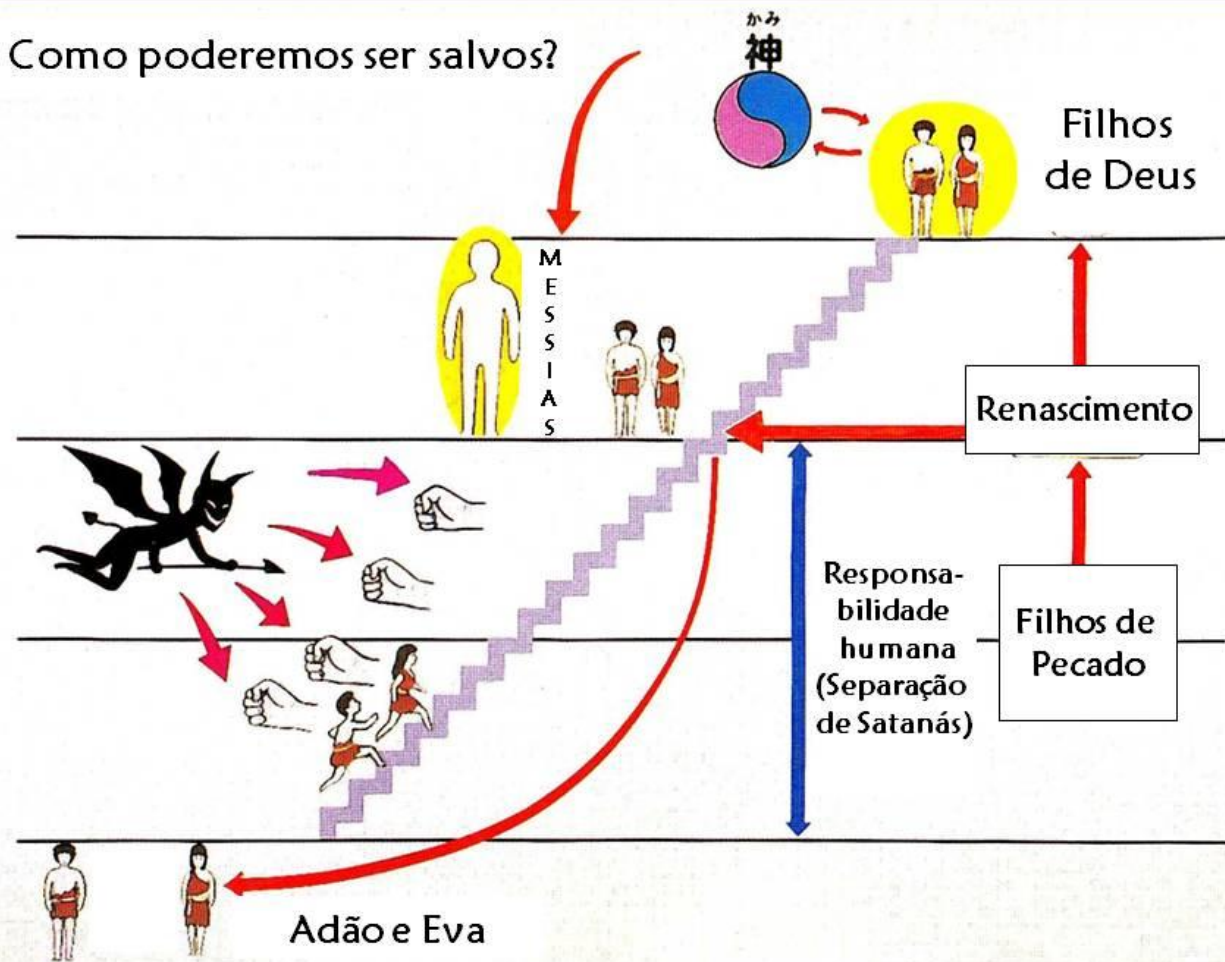 Como poderemos ser salvos?
かみ
神
Filhos
de Deus
MESSIAS
Renascimento
Responsa-
bilidade
humana
(Separação
de Satanás)
Filhos de
Pecado
Adão e Eva